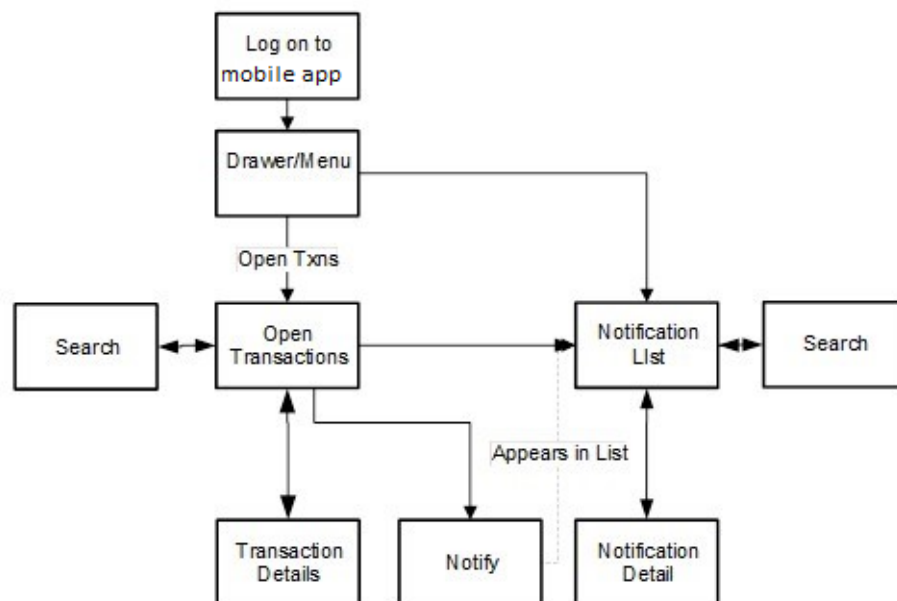 Log on to
mobile app
Drawer/Menu
Open Txns
Search
Open
Transactions
Notification
LIst
Search
Appears in List
Transaction
Details
Notify
Notification
Detail